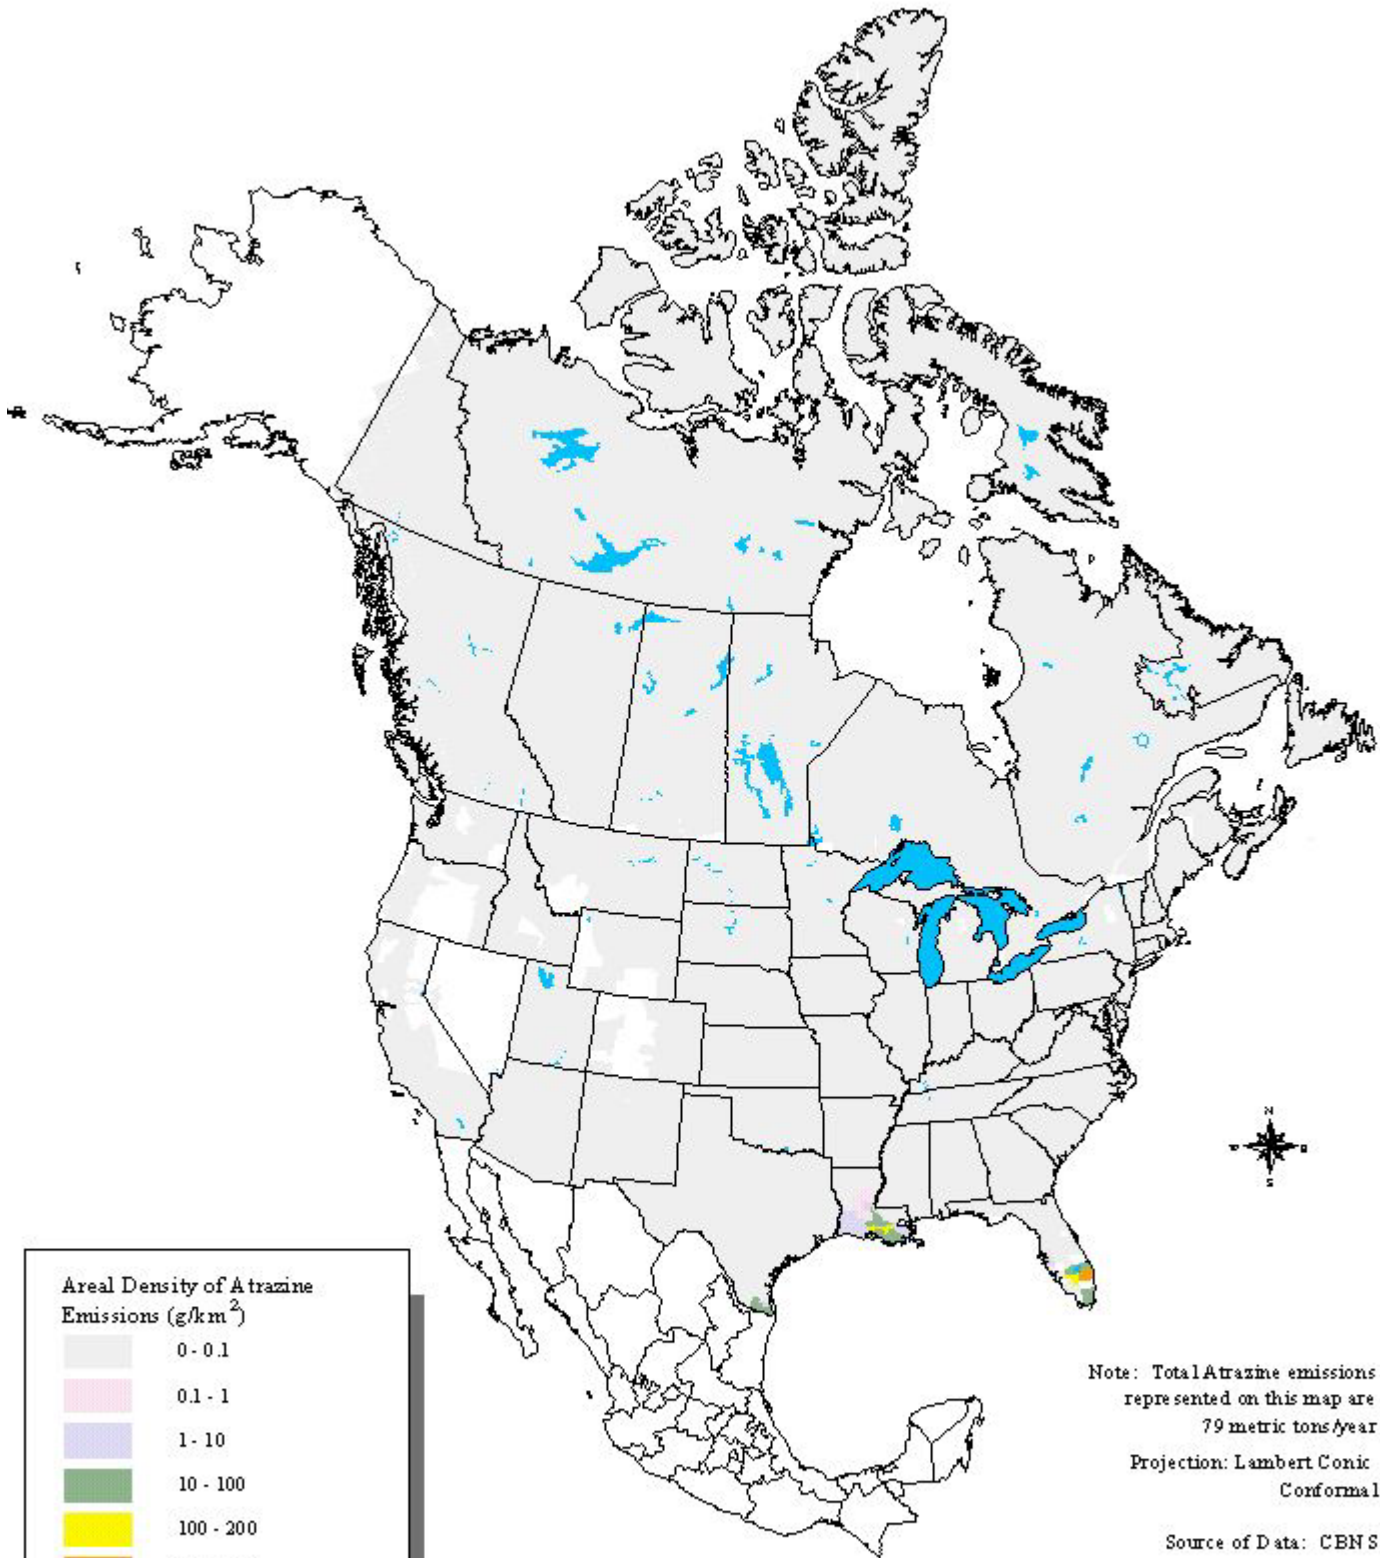 N
S
Areal Density of Atrazine
Emissions (g/km2)
0 - 0.1
0.1 - 1
1 - 10
10 - 100
100 - 200
Note: Total Atrazine emissions
represented on this map are
79 metric tons/year
Projection: Lambert Conic
Conformal
Source of Data: CBNS